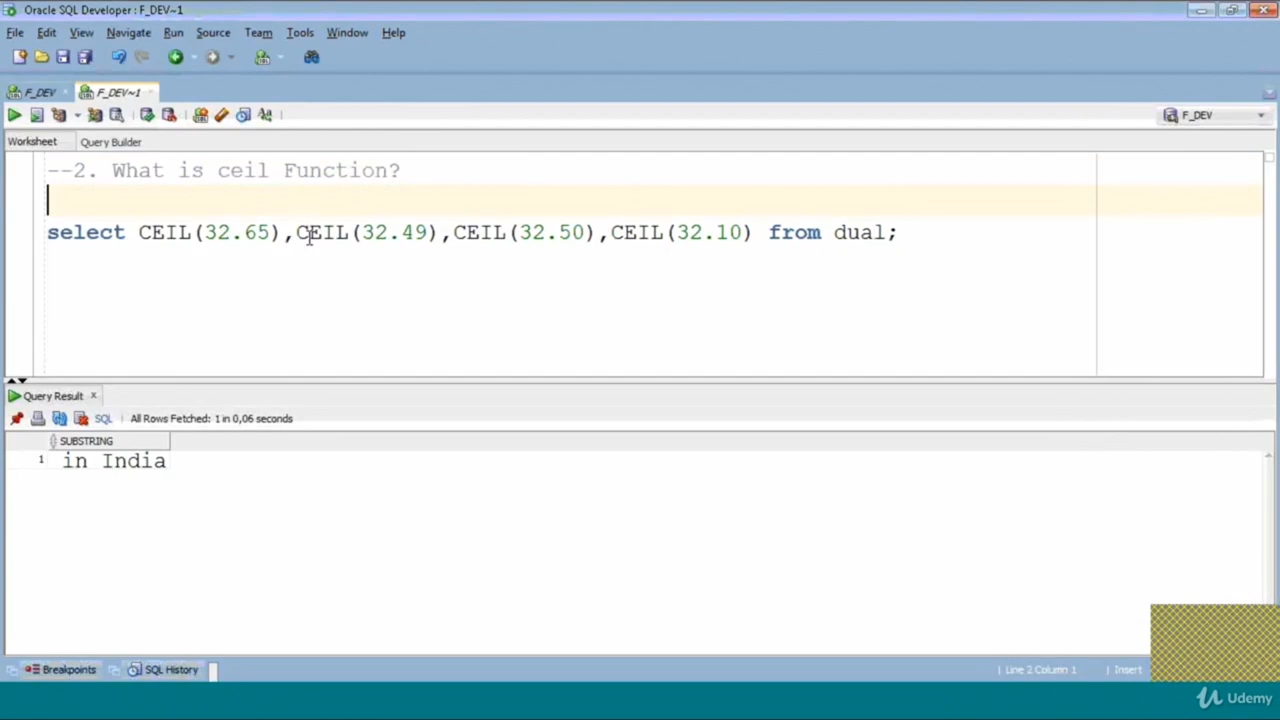 Oracle SQL Developer : F_DEV~1
File Edit View Navigate Run Source Team Tools Window Help
F_DEV F_DEV~1
F_DEV
Worksheet Query Builder
--2. What is ceil Function?
select CEIL(32.65),CEIL(32.49),CEIL(32.50),CEIL(32.10) from dual;
Query Result
SQL All Rows Fetched: 1 in 0,06 seconds
SUBSTRING
1 in India
Breakpoints SQL History Line 2 Column 1 Insert
Udemy